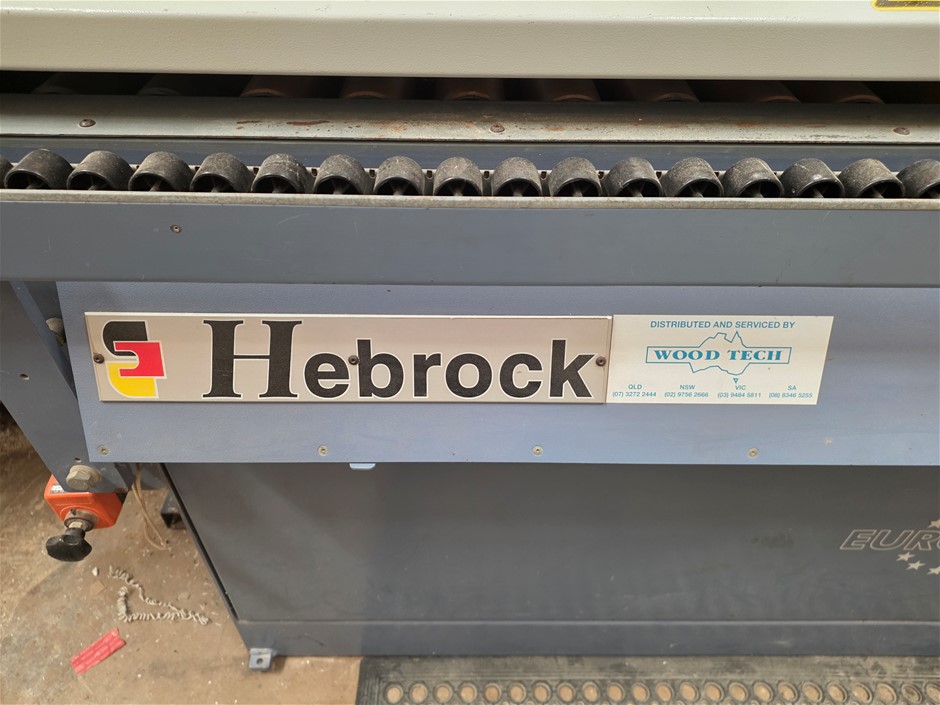 Hebrock
DISTRIBUTED AND SERVICED BY
WOOD TECH
QLD NSW VIC SA
(07) 3272 2444 (02) 9756 2666 (03) 9464 5811 (08) 8346 5255
EURO